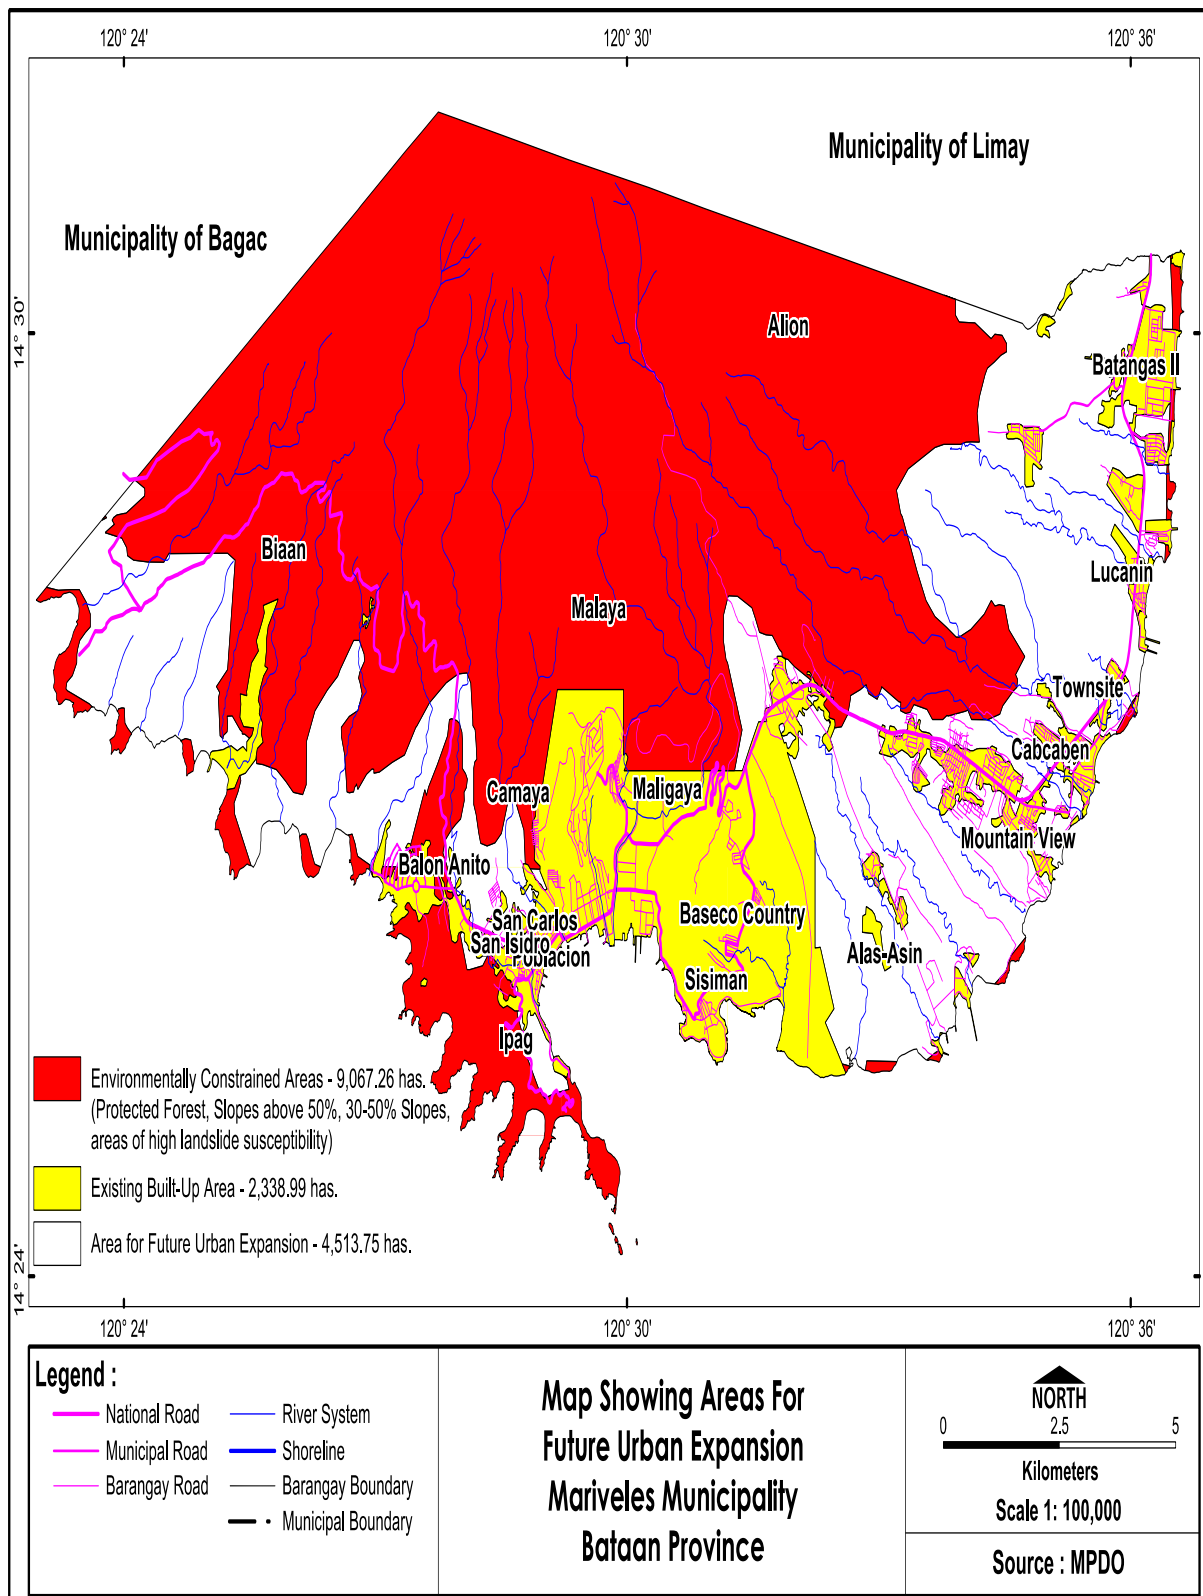 120° 24'
120° 30'
120° 36'
Municipality of Limay
Municipality of Bagac
14° 30'
Alion
Batangas II
Biaan
Lucanin
Malaya
Townsite
Cabcaben
Camaya
Maligaya
Mountain View
Balon Anito
San Carlos
Baseco Country
San Isidro
Poblacion
Alas-Asin
Sisiman
Ipag
Environmentally Constrained Areas - 9,067.26 has.
(Protected Forest, Slopes above 50%, 30-50% Slopes,
areas of high landslide susceptibility)
Existing Built-Up Area - 2,338.99 has.
Area for Future Urban Expansion - 4,513.75 has.
14° 24'
120° 24'
120° 30'
120° 36'
Legend :
National Road
Municipal Road
Barangay Road
River System
Shoreline
Barangay Boundary
Municipal Boundary
Map Showing Areas For
Future Urban Expansion
Mariveles Municipality
Bataan Province
NORTH
0 2.5 5
Kilometers
Scale 1: 100,000
Source : MPDO